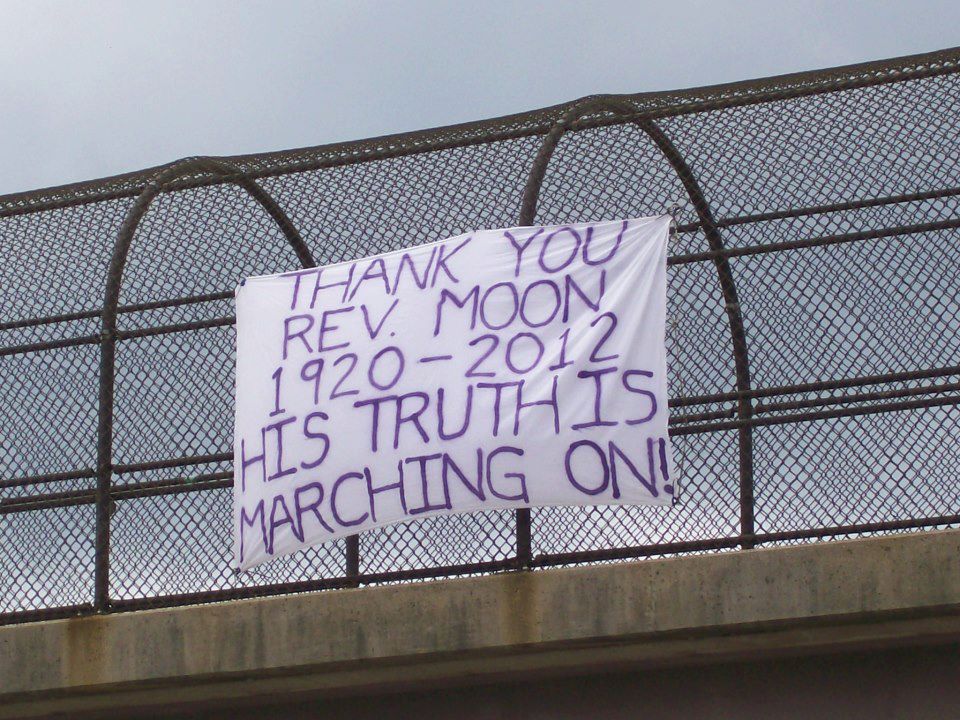 THANK YOU
REV. MOON
1920-2012
HIS TRUTH IS
MARCHING ON!